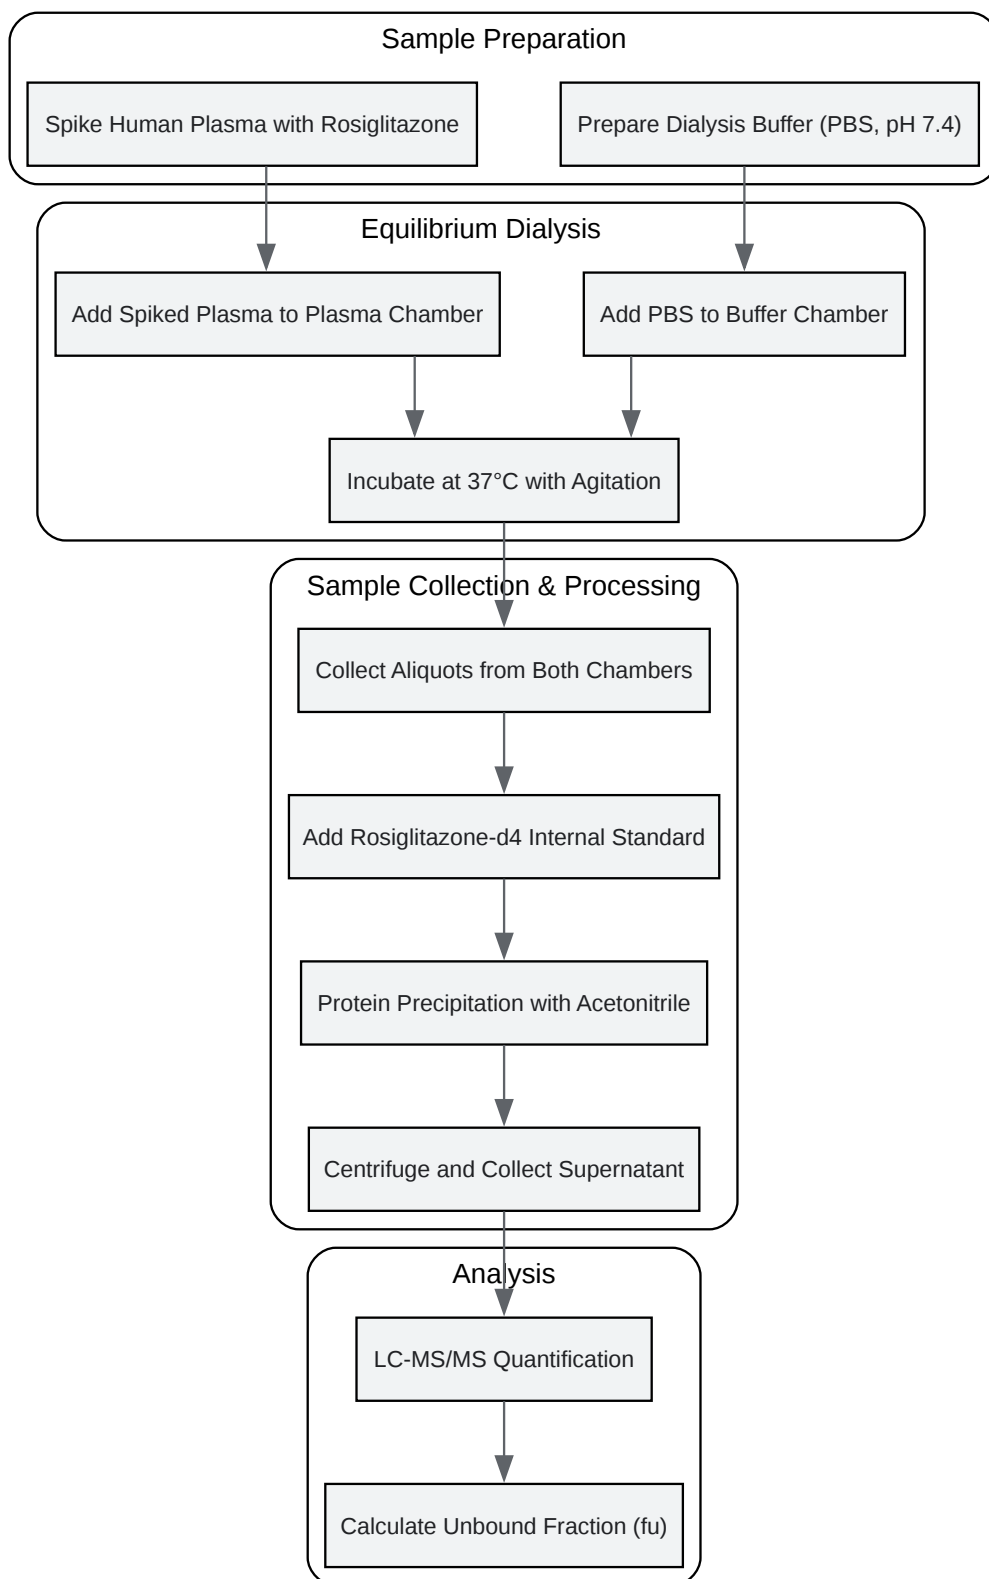 Sample Preparation
Spike Human Plasma with Rosiglitazone
Prepare Dialysis Buffer (PBS, pH 7.4)
Equilibrium Dialysis
Add Spiked Plasma to Plasma Chamber
Add PBS to Buffer Chamber
Incubate at 37°C with Agitation
Sample Collection & Processing
Collect Aliquots from Both Chambers
Add Rosiglitazone-d4 Internal Standard
Protein Precipitation with Acetonitrile
Centrifuge and Collect Supernatant
Analysis
LC-MS/MS Quantification
Calculate Unbound Fraction (fu)